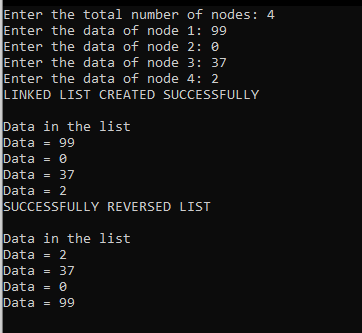 Enter the total number of nodes: 4
Enter the data of node 1: 99
Enter the data of node 2: 0
Enter the data of node 3: 37
Enter the data of node 4: 2
LINKED LIST CREATED SUCCESSFULLY
Data in the list
Data = 99
Data = 0
Data = 37
Data = 2
SUCCESSFULLY REVERSED LIST
Data in the list
Data = 2
Data = 37
Data = 0
Data = 99